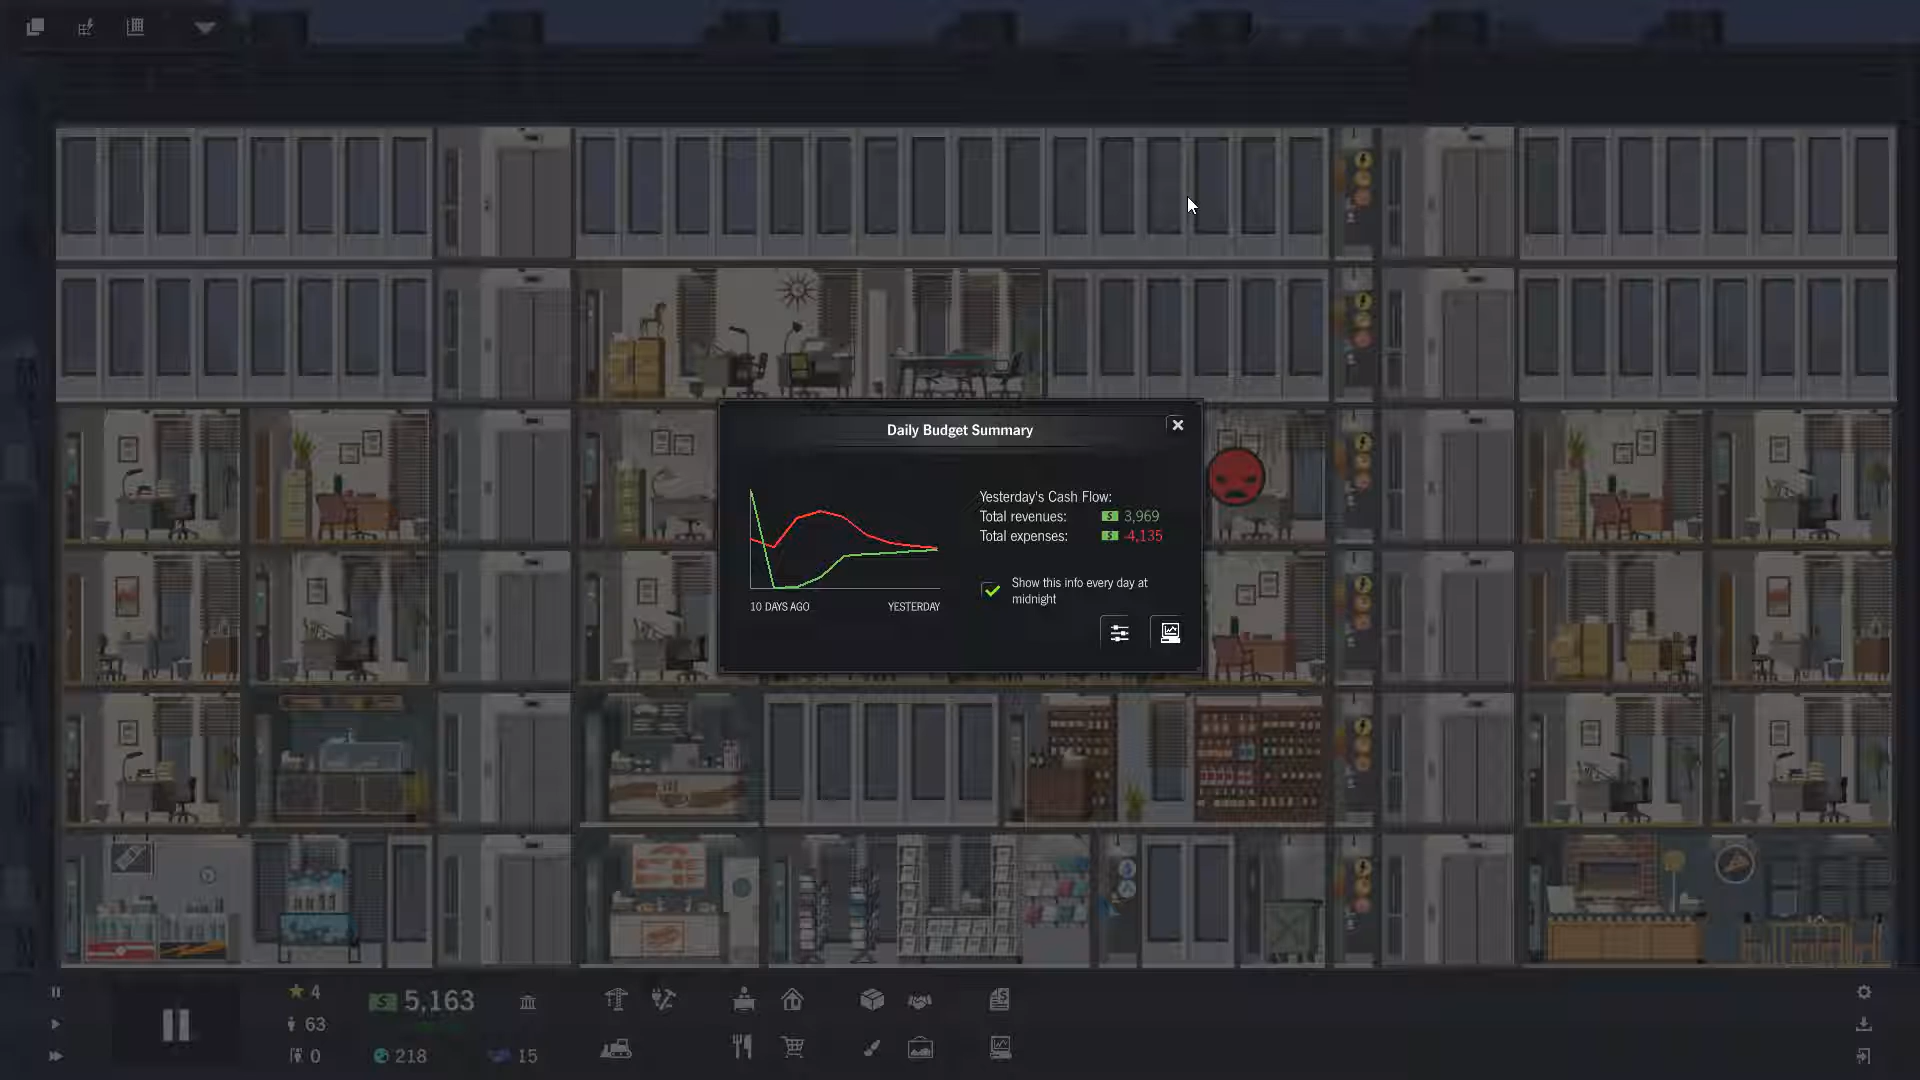 Daily Budget Summary
Yesterday's Cash Flow:
Total revenues: 3,969
Total expenses: -4,135
Show this info every day at
midnight
10 DAYS AGO YESTERDAY
4
5,163
63
0
218
15